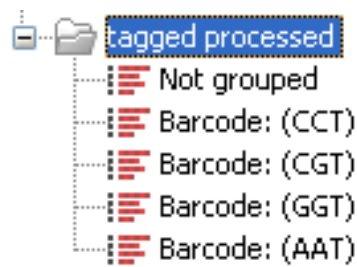 tagged processed
Not grouped
Barcode: (CCT)
Barcode: (CGT)
Barcode: (GGT)
Barcode: (AAT)